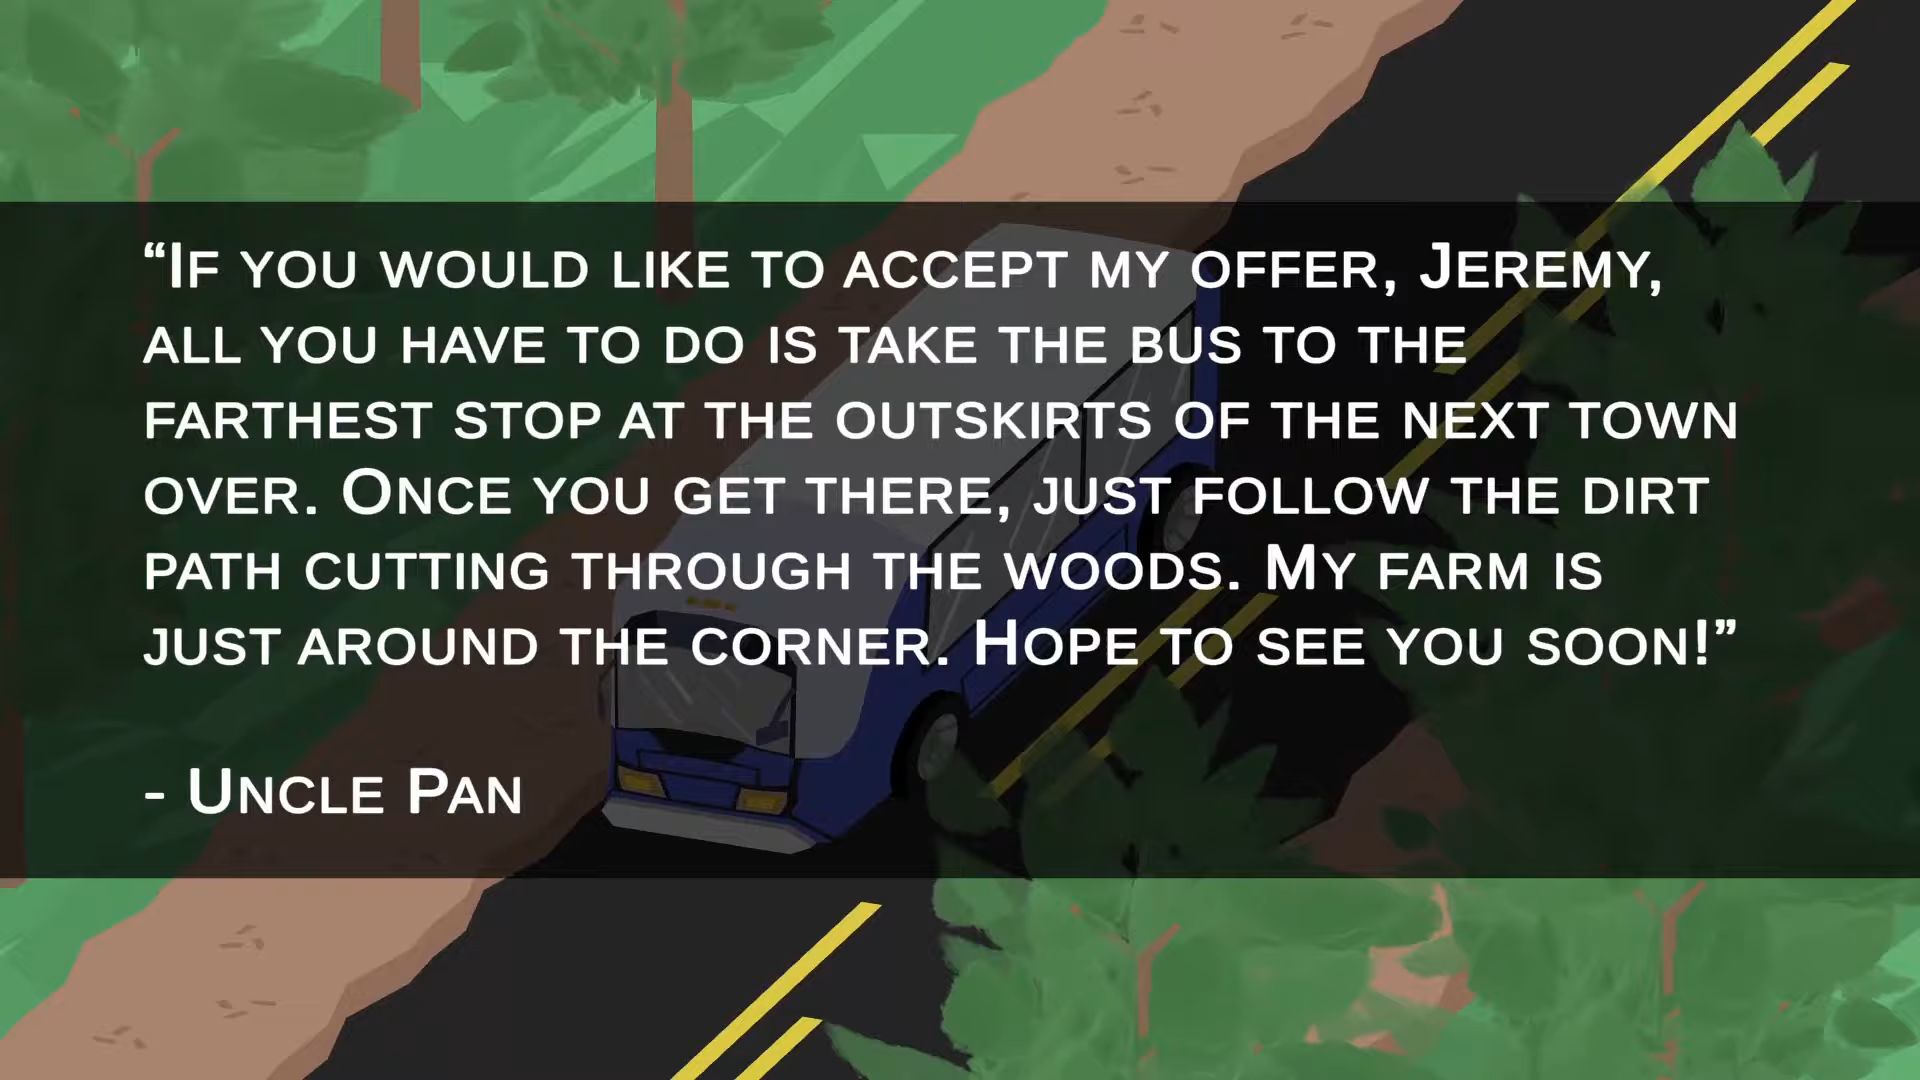 “If you would like to accept my offer, Jeremy,
all you have to do is take the bus to the
farthest stop at the outskirts of the next town
over. Once you get there, just follow the dirt
path cutting through the woods. My farm is
just around the corner. Hope to see you soon!”
- Uncle Pan